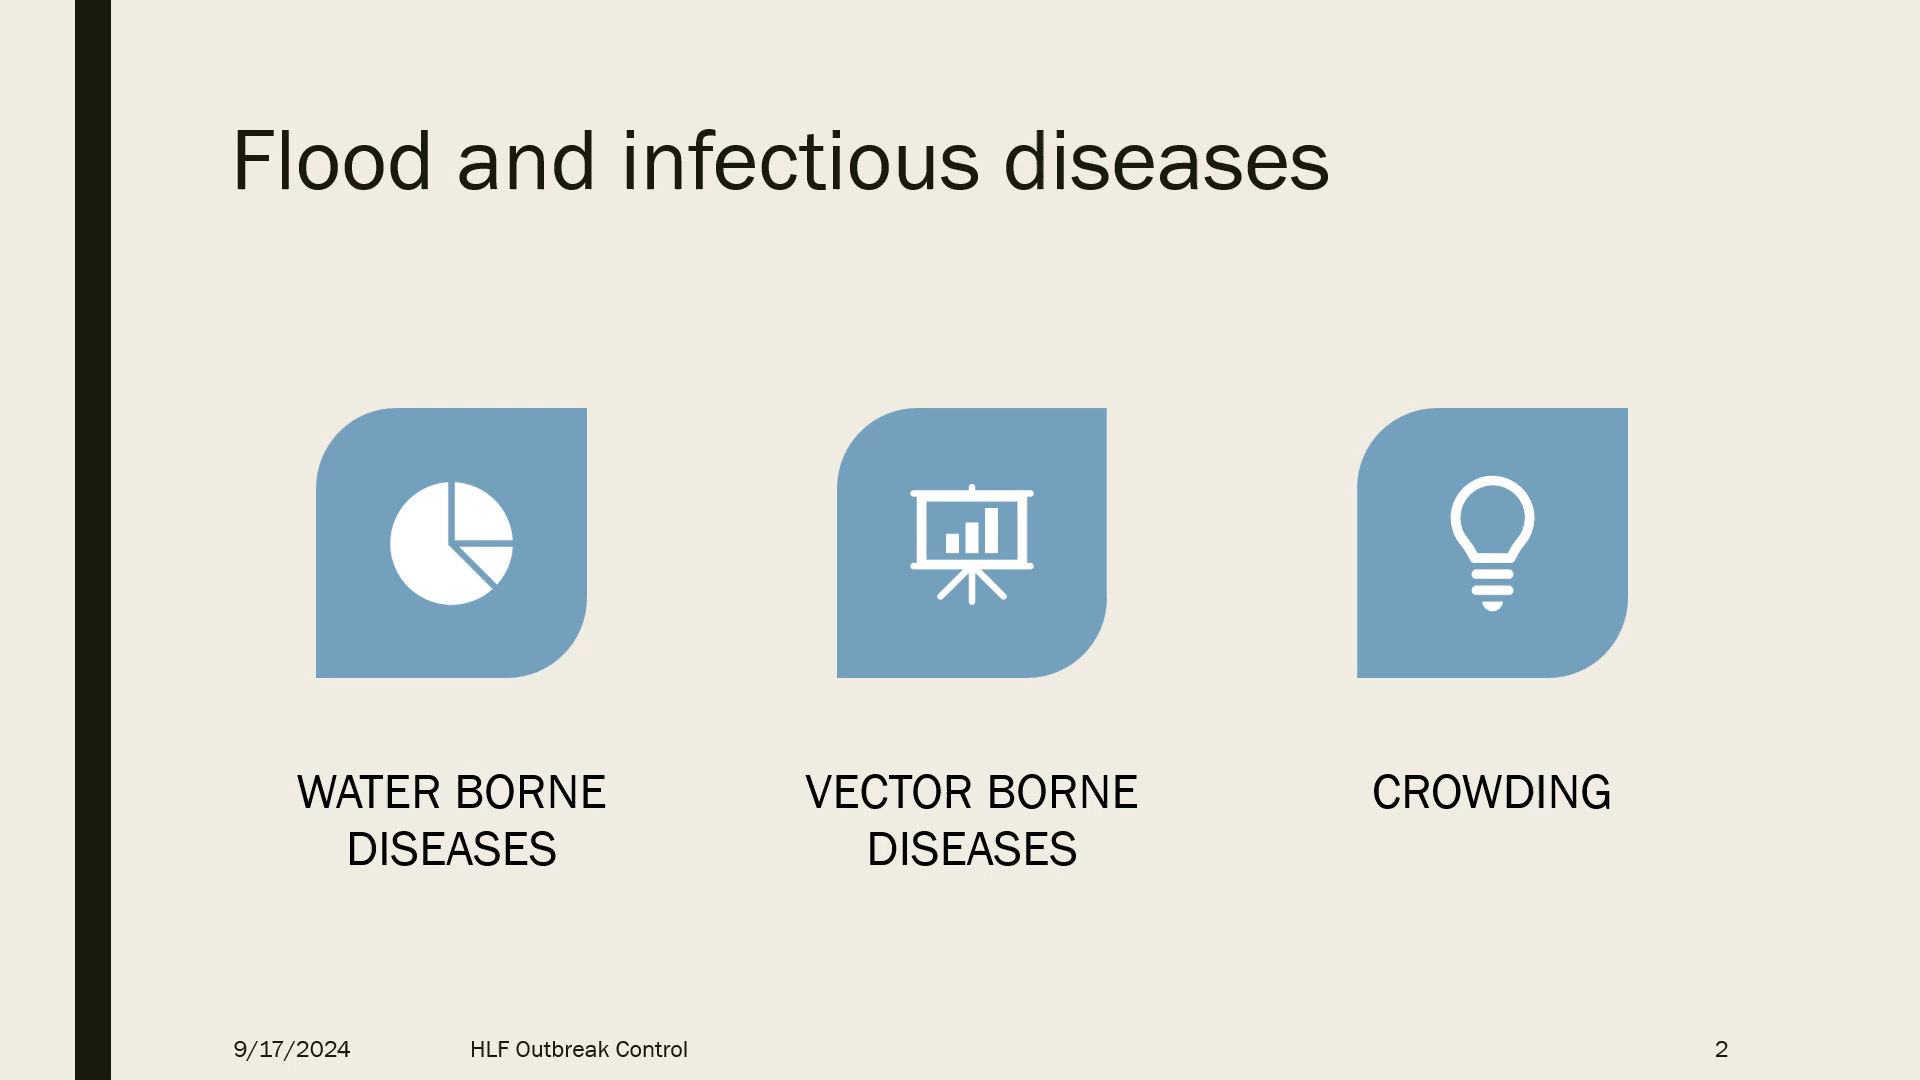 Flood and infectious diseases
WATER BORNE
DISEASES
VECTOR BORNE
DISEASES
CROWDING
9/17/2024
HLF Outbreak Control
2